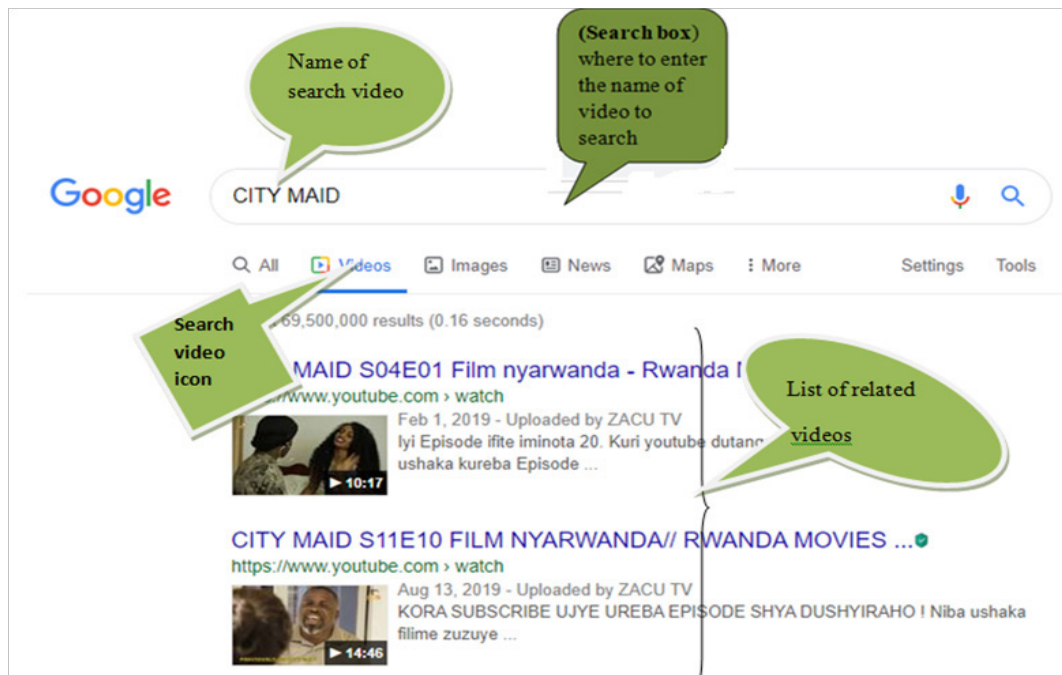 Name of
search video
(Search box)
where to enter
the name of
video to
search
Google
CITY MAID
All Videos Images News Maps More Settings Tools
Search
video
icon
69,500,000 results (0.16 seconds)
MAID S04E01 Film nyarwanda - Rwanda
www.youtube.com › watch
Feb 1, 2019 - Uploaded by ZACU TV
Iyi Episode ifite iminota 20. Kuri youtube
ushaka kureba Episode ...
10:17
List of related
videos
CITY MAID S11E10 FILM NYARWANDA// RWANDA MOVIES ...
https://www.youtube.com › watch
Aug 13, 2019 - Uploaded by ZACU TV
KORA SUBSCRIBE UJYE UREBA EPISODE SHYA DUSHYIRAHO ! Niba ushaka
filime zuzuye ...
14:46